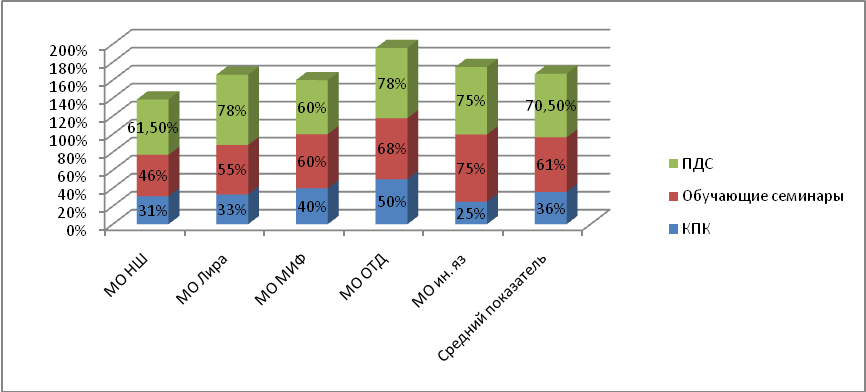 200%
180%
160%
140%
120%
100%
80%
60%
40%
20%
0%
61,50% 78% 60% 78% 75% 70,50%
46% 55% 60% 68% 75% 61%
31% 33% 40% 50% 25% 36%
МО НШ
МО Лира
МО МИФ
МО ОТД
МО ин. яз
Средний показатель
ПДС
Обучающие семинары
КПК